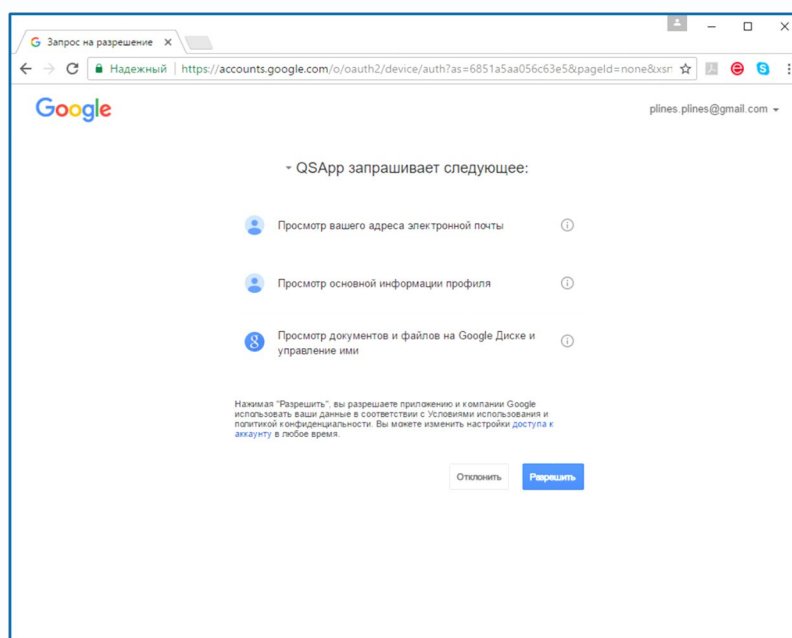 Запрос на разрешение
Надежный | https://accounts.google.com/o/oauth2/device/auth?as=6851a5aa056c63e5&pageId=none&xsr
Google
plines.plines@gmail.com
QSApp запрашивает следующее:
Просмотр вашего адреса электронной почты
Просмотр основной информации профиля
Просмотр документов и файлов на Google Диске и
управление ими
Нажимая "Разрешить", вы разрешаете приложению и компании Google
использовать ваши данные в соответствии с Условиями использования и
политикой конфиденциальности. Вы можете изменить настройки доступа к
аккаунту в любое время.
Отклонить Разрешить